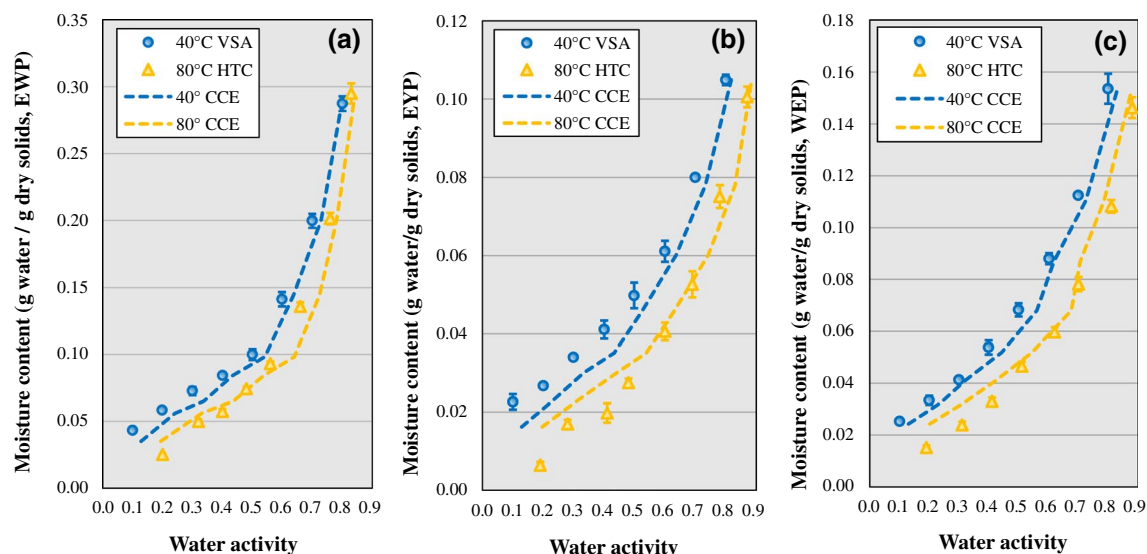 Moisture content (g water / g dry solids, EWP)
0.35
0.30
0.25
0.20
0.15
0.10
0.05
0.00
40°C VSA
80°C HTC
40° CCE
80° CCE
(a)
0.0 0.1 0.2 0.3 0.4 0.5 0.6 0.7 0.8 0.9
Water activity
Moisture content (g water/g dry solids, EYP)
0.12
0.10
0.08
0.06
0.04
0.02
0.00
40°C VSA
80°C HTC
40°C CCE
80°C CCE
(b)
0.0 0.1 0.2 0.3 0.4 0.5 0.6 0.7 0.8 0.9
Water activity
Moisture content (g water/g dry solids, WEP)
0.18
0.16
0.14
0.12
0.10
0.08
0.06
0.04
0.02
0.00
40°C VSA
80°C HTC
40°C CCE
80°C CCE
(c)
0.0 0.1 0.2 0.3 0.4 0.5 0.6 0.7 0.8 0.9
Water activity